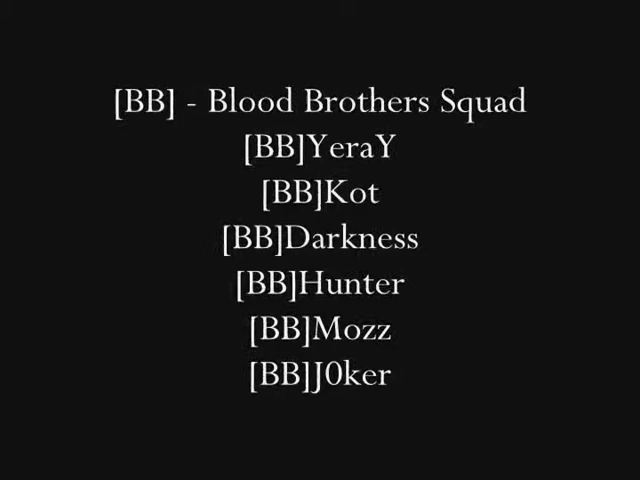 [BB] - Blood Brothers Squad
[BB]YeraY
[BB]Kot
[BB]Darkness
[BB]Hunter
[BB]Mozz
[BB]J0ker